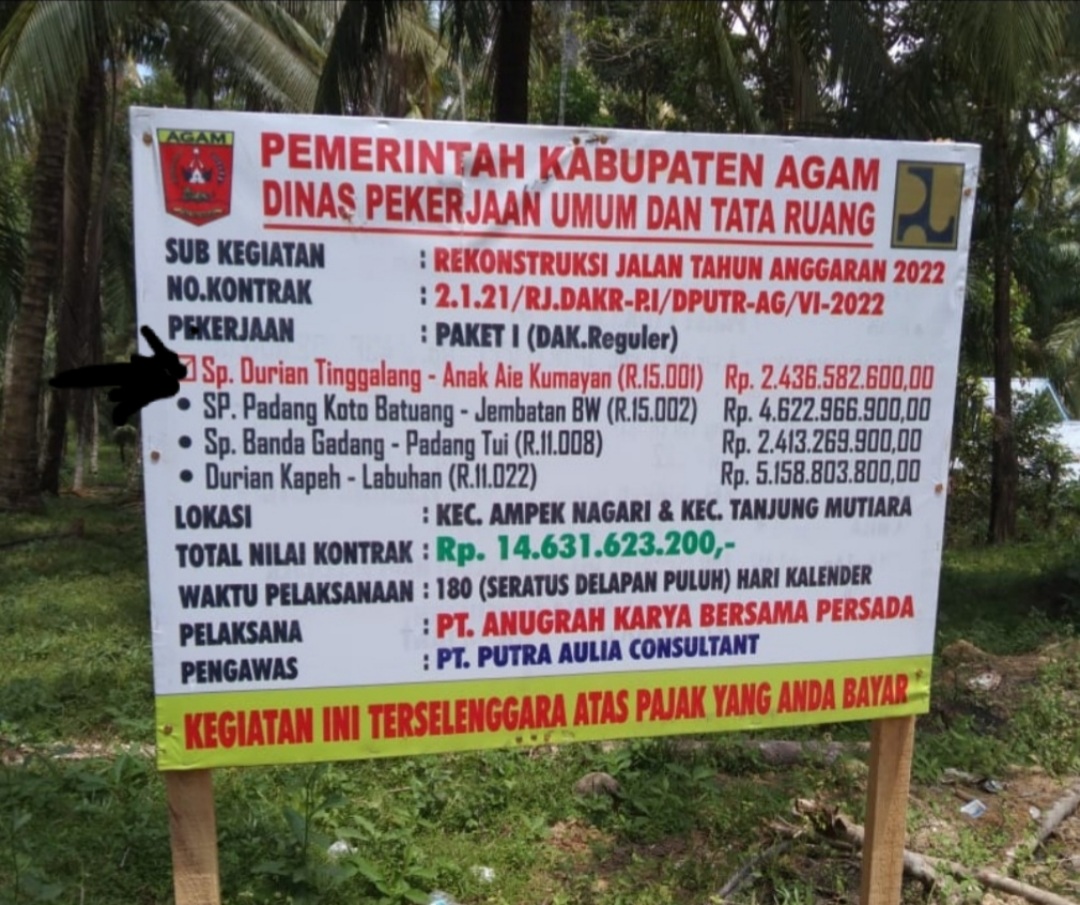 AGAM
PEMERINTAH KABUPATEN AGAM
DINAS PEKERJAAN UMUM DAN TATA RUANG
SUB KEGIATAN : REKONSTRUKSI JALAN TAHUN ANGGARAN 2022
NO.KONTRAK : 2.1.21/RJ.DAKR-P.I/DPUTR-AG/VI-2022
PEKERJAAN : PAKET I (DAK.Reguler)
☑ Sp. Durian Tinggalang - Anak Aie Kumayan (R.15.001) Rp. 2.436.582.600,00
• SP. Padang Koto Batuang - Jembatan BW (R.15.002) Rp. 4.622.966.900,00
• Sp. Banda Gadang - Padang Tui (R.11.008) Rp. 2.413.269.900,00
• Durian Kapeh - Labuhan (R.11.022) Rp. 5.158.803.800,00
LOKASI : KEC. AMPEK NAGARI & KEC. TANJUNG MUTIARA
TOTAL NILAI KONTRAK : Rp. 14.631.623.200,-
WAKTU PELAKSANAAN : 180 (SERATUS DELAPAN PULUH) HARI KALENDER
PELAKSANA : PT. ANUGRAH KARYA BERSAMA PERSADA
PENGAWAS : PT. PUTRA AULIA CONSULTANT
KEGIATAN INI TERSELENGGARA ATAS PAJAK YANG ANDA BAYAR